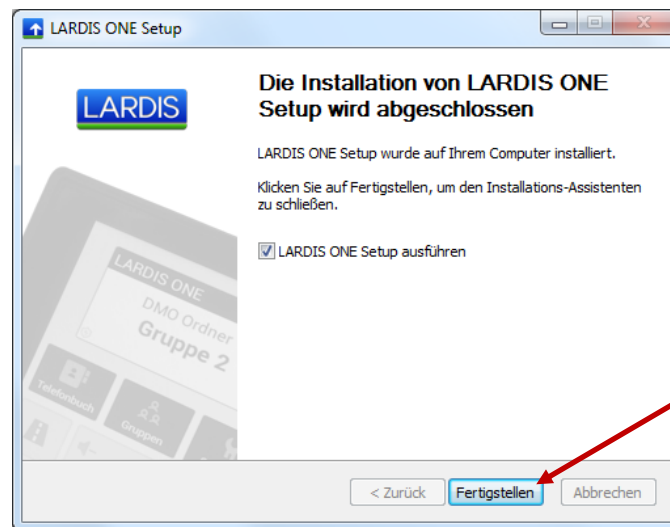 LARDIS ONE Setup
LARDIS
Die Installation von LARDIS ONE
Setup wird abgeschlossen
LARDIS ONE Setup wurde auf Ihrem Computer installiert.
Klicken Sie auf Fertigstellen, um den Installations-Assistenten
zu schließen.
LARDIS ONE Setup ausführen
LARDIS ONE
DMO Ordner
Gruppe 2
Telefonbuch
Gruppen
< Zurück
Fertigstellen
Abbrechen